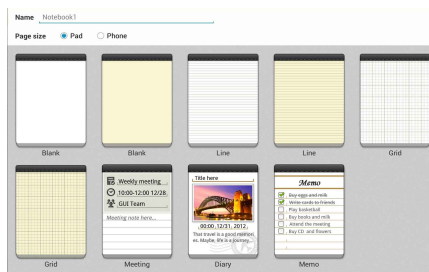 Name Notebook1
Page size Pad Phone
Blank Blank Line Line Grid
Weekly meeting
10:00-12:00 12/28
GUI Team
Meeting note here...
Title here
00:00 12/31, 2012
That travel is a good memori
es. Maybe, life is a journey.
Memo
Buy eggs and milk
Write cards to friends
Play basketball
Buy books and milk
Attend the meeting
Buy CD and flowers
Grid Meeting Diary Memo